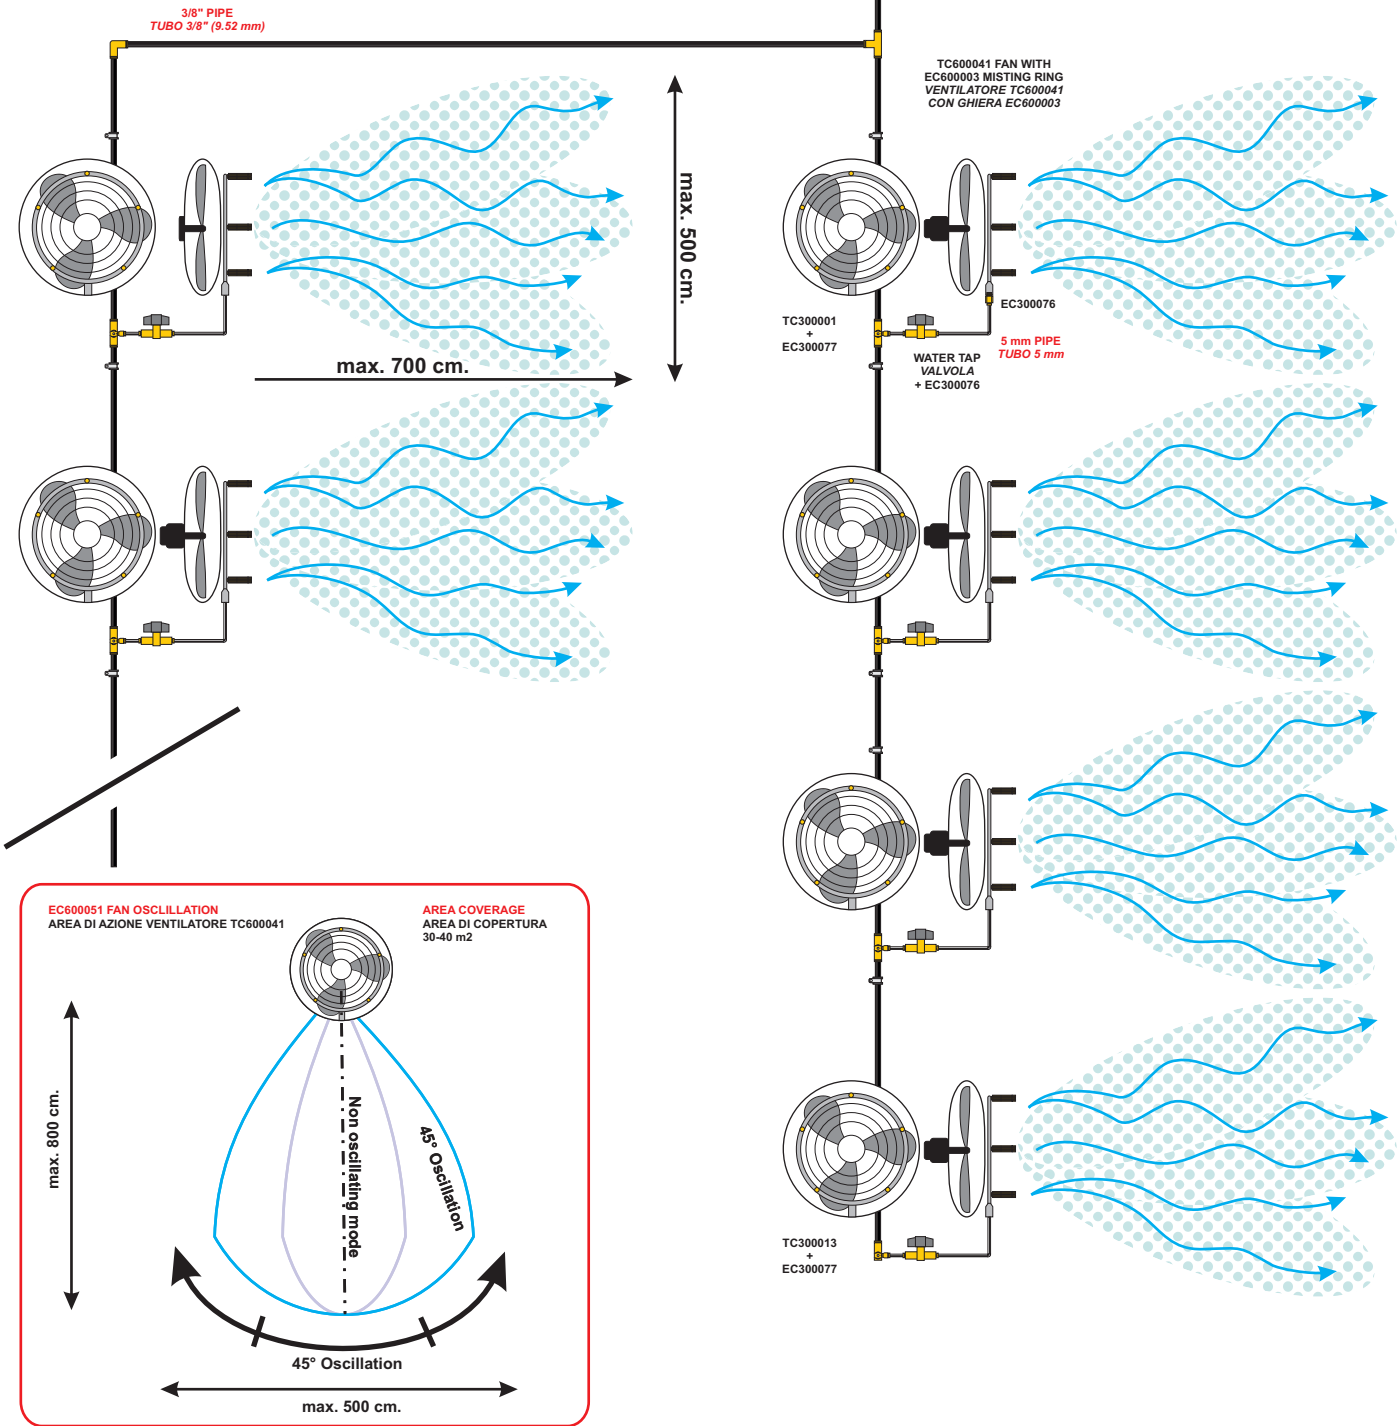 3/8" PIPE
TUBO 3/8" (9.52 mm)
TC600041 FAN WITH
EC600003 MISTING RING
VENTILATORE TC600041
CON GHIERA EC600003
max. 500 cm.
max. 700 cm.
TC300001
+
EC300077
EC300076
5 mm PIPE
TUBO 5 mm
WATER TAP
VALVOLA
+ EC300076
EC600051 FAN OSCLILLATION
AREA DI AZIONE VENTILATORE TC600041
AREA COVERAGE
AREA DI COPERTURA
30-40 m2
max. 800 cm.
Non oscillating mode
45° Oscillation
45° Oscillation
max. 500 cm.
TC300013
+
EC300077